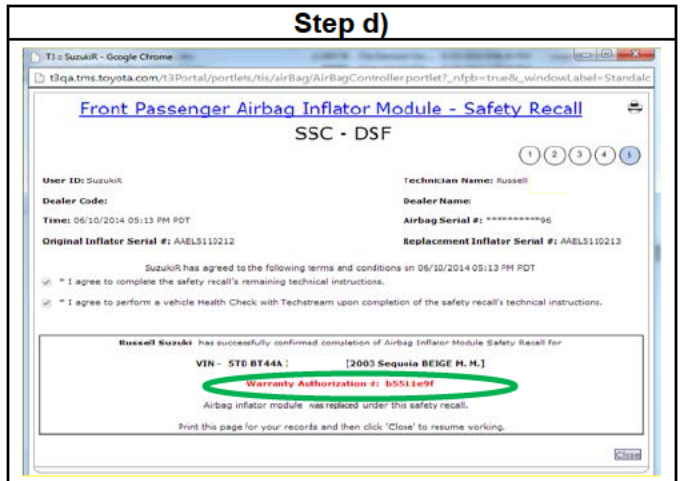 Step d)
T3 :: SuzukiR - Google Chrome
t3qa.tms.toyota.com/t3Portal/portlets/tis/airBag/AirBagController.portlet?_nfpb=true&_windowLabel=Standalc
Front Passenger Airbag Inflator Module - Safety Recall
SSC - DSF
1 2 3 4 5
User ID: SuzukiR
Technician Name: Russell
Dealer Code:
Dealer Name:
Time: 06/10/2014 05:13 PM PDT
Airbag Serial #: **********96
Original Inflator Serial #: AAEL5110212
Replacement Inflator Serial #: AAEL5110213
SuzukiR has agreed to the following terms and conditions on 06/10/2014 05:13 PM PDT
* I agree to complete the safety recall's remaining technical instructions.
* I agree to perform a vehicle Health Check with Techstream upon completion of the safety recall's technical instructions.
Russell Suzuki has successfully confirmed completion of Airbag Inflator Module Safety Recall for
VIN - 5TD BT44A [2003 Sequoia BEIGE M. M.]
Warranty Authorization #: b5511e9f
Airbag inflator module was replaced under this safety recall.
Print this page for your records and then click 'Close' to resume working.
Close